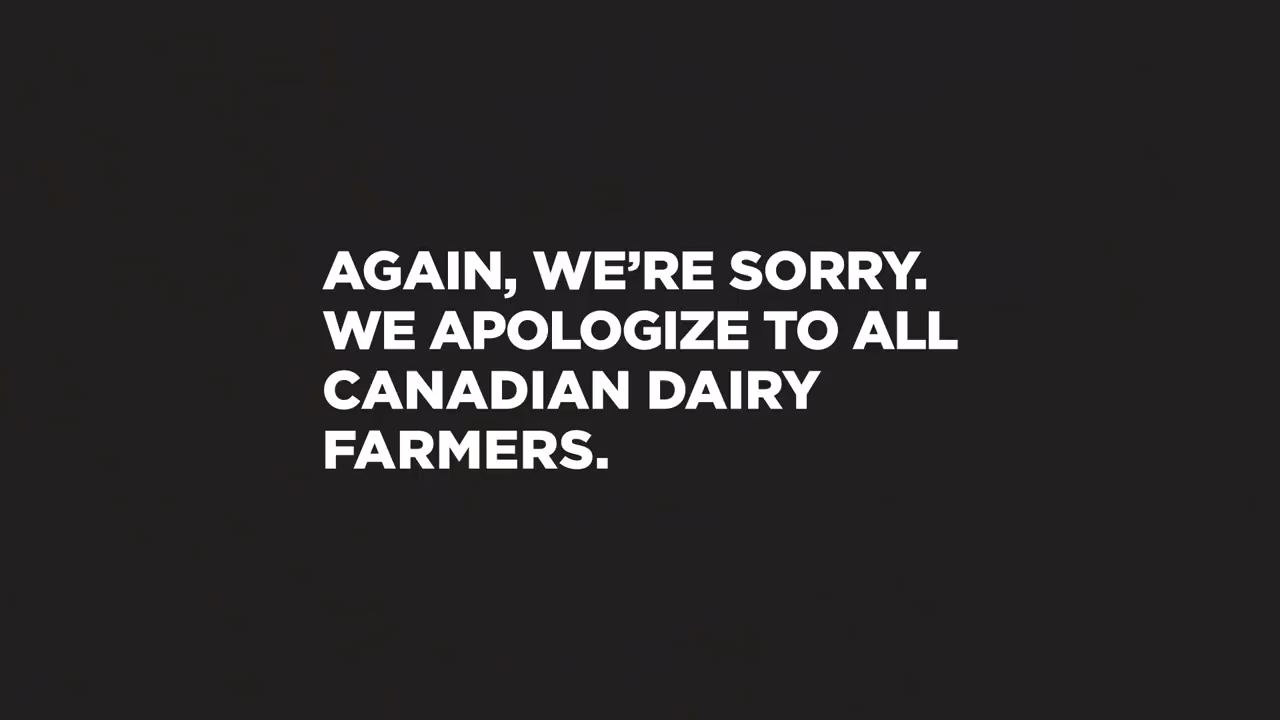 AGAIN, WE’RE SORRY.
WE APOLOGIZE TO ALL
CANADIAN DAIRY
FARMERS.